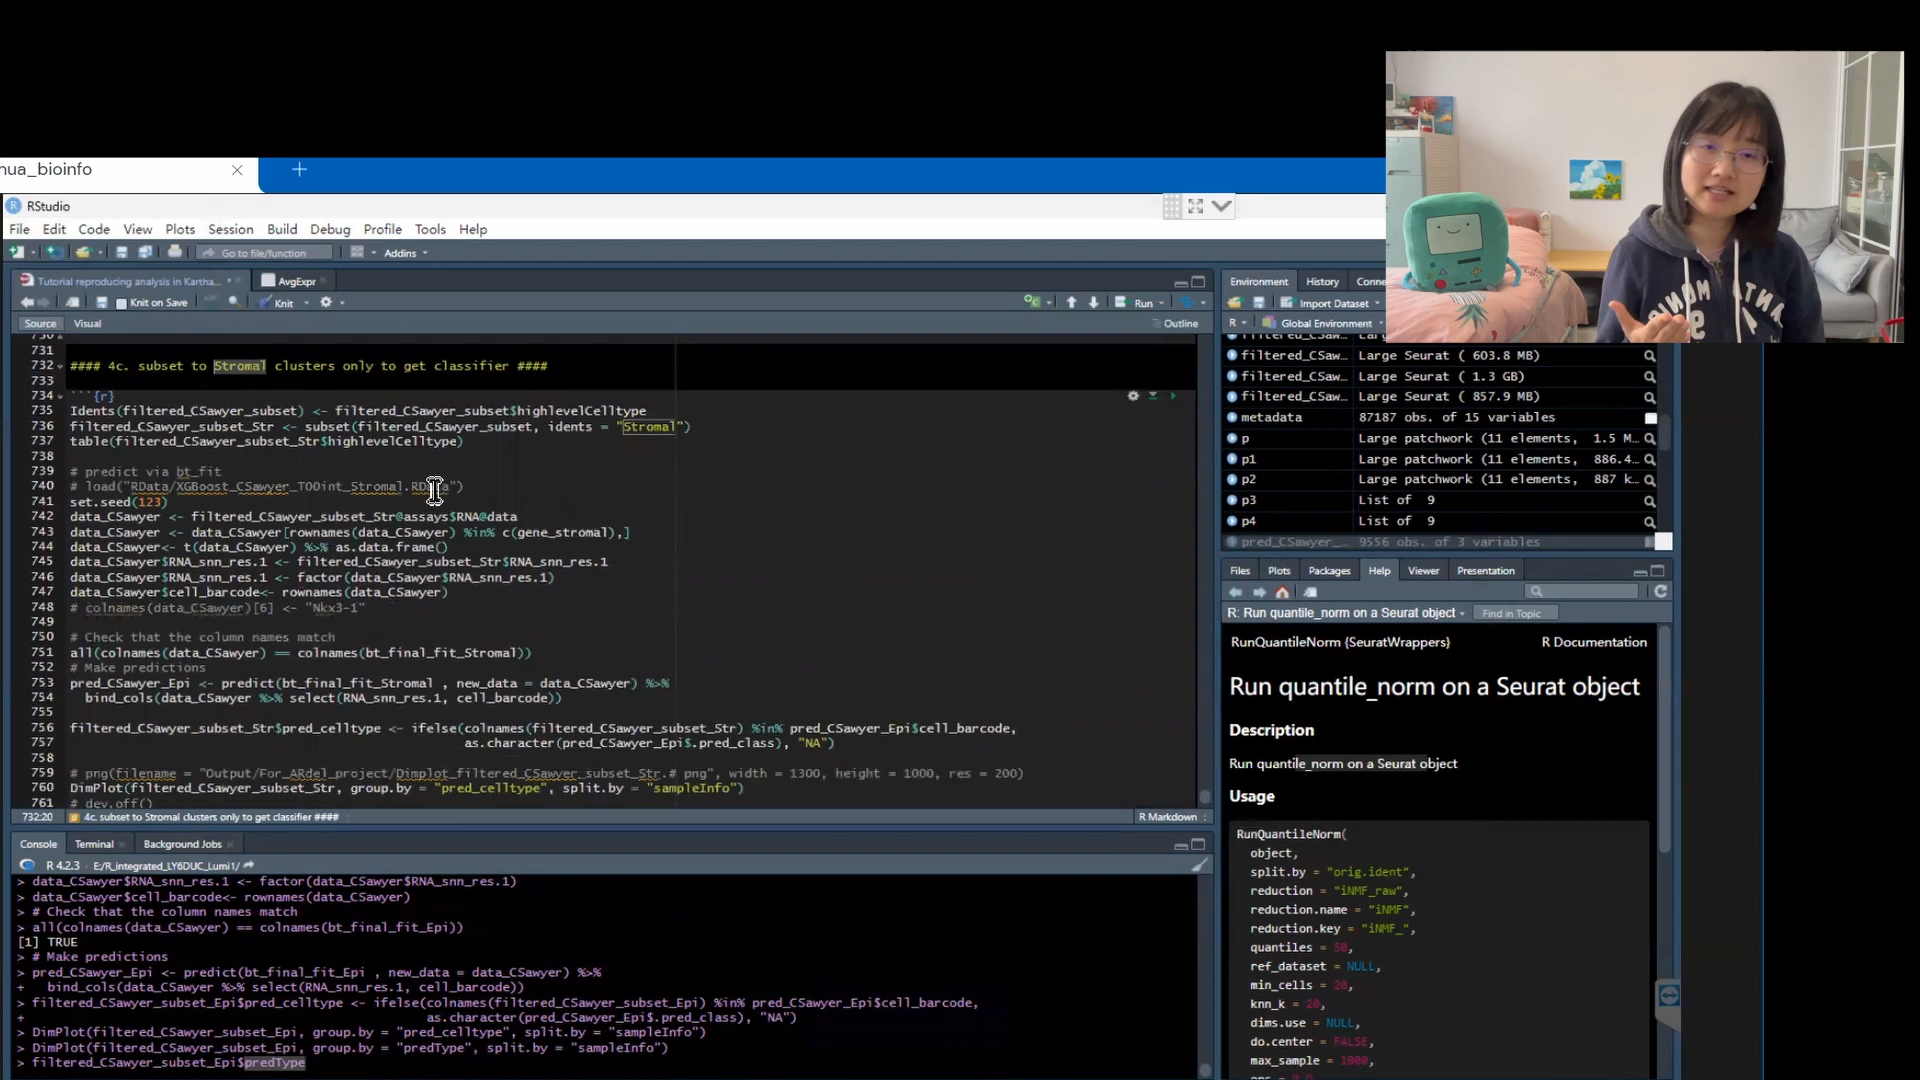 nua_bioinfo
RStudio
File Edit Code View Plots Session Build Debug Profile Tools Help
Go to file/function
Addins
Tutorial reproducing analysis in Kartha...
AvgExpr
Knit on Save
Knit
Run
Source Visual
Outline
731
732 #### 4c. subset to Stromal clusters only to get classifier ####
733
734 ```{r}
735 Idents(filtered_CSawyer_subset) <- filtered_CSawyer_subset$highlevelCelltype
736 filtered_CSawyer_subset_Str <- subset(filtered_CSawyer_subset, idents = "Stromal")
737 table(filtered_CSawyer_subset_Str$highlevelCelltype)
738
739 # predict via bt_fit
740 # load("RData/XGBoost_CSawyer_TOOint_Stromal.RData")
741 set.seed(123)
742 data_CSawyer <- filtered_CSawyer_subset_Str@assays$RNA@data
743 data_CSawyer <- data_CSawyer[rownames(data_CSawyer) %in% c(gene_stromal),]
744 data_CSawyer<- t(data_CSawyer) %>% as.data.frame()
745 data_CSawyer$RNA_snn_res.1 <- filtered_CSawyer_subset_Str$RNA_snn_res.1
746 data_CSawyer$RNA_snn_res.1 <- factor(data_CSawyer$RNA_snn_res.1)
747 data_CSawyer$cell_barcode<- rownames(data_CSawyer)
748 # colnames(data_CSawyer)[6] <- "Nkx3-1"
749
750 # Check that the column names match
751 all(colnames(data_CSawyer) == colnames(bt_final_fit_Stromal))
752 # Make predictions
753 pred_CSawyer_Epi <- predict(bt_final_fit_Stromal , new_data = data_CSawyer) %>%
754 bind_cols(data_CSawyer %>% select(RNA_snn_res.1, cell_barcode))
755
756 filtered_CSawyer_subset_Str$pred_celltype <- ifelse(colnames(filtered_CSawyer_subset_Str) %in% pred_CSawyer_Epi$cell_barcode,
757 as.character(pred_CSawyer_Epi$.pred_class), "NA")
758
759 # png(filename = "Output/For_ARdel_project/Dimplot_filtered_CSawyer_subset_Str.# png", width = 1300, height = 1000, res = 200)
760 DimPlot(filtered_CSawyer_subset_Str, group.by = "pred_celltype", split.by = "sampleInfo")
761 # dev.off()
732:20 4c. subset to Stromal clusters only to get classifier ####
R Markdown
Console Terminal Background Jobs
R 4.2.3 · E:/R_integrated_LY6DUC_Lumi1/
> data_CSawyer$RNA_snn_res.1 <- factor(data_CSawyer$RNA_snn_res.1)
> data_CSawyer$cell_barcode<- rownames(data_CSawyer)
> # Check that the column names match
> all(colnames(data_CSawyer) == colnames(bt_final_fit_Epi))
[1] TRUE
> # Make predictions
> pred_CSawyer_Epi <- predict(bt_final_fit_Epi , new_data = data_CSawyer) %>%
+ bind_cols(data_CSawyer %>% select(RNA_snn_res.1, cell_barcode))
> filtered_CSawyer_subset_Epi$pred_celltype <- ifelse(colnames(filtered_CSawyer_subset_Epi) %in% pred_CSawyer_Epi$cell_barcode,
+ as.character(pred_CSawyer_Epi$.pred_class), "NA")
> DimPlot(filtered_CSawyer_subset_Epi, group.by = "pred_celltype", split.by = "sampleInfo")
> DimPlot(filtered_CSawyer_subset_Epi, group.by = "predType", split.by = "sampleInfo")
> filtered_CSawyer_subset_Epi$predType
Environment History Conne
Import Dataset
R Global Environment
filtered_CSaw… Large Seurat ( 603.8 MB)
filtered_CSaw… Large Seurat ( 1.3 GB)
filtered_CSaw… Large Seurat ( 857.9 MB)
metadata 87187 obs. of 15 variables
p Large patchwork (11 elements, 1.5 M…
p1 Large patchwork (11 elements, 886.4…
p2 Large patchwork (11 elements, 887 k…
p3 List of 9
p4 List of 9
pred_CSawyer_… 9556 obs. of 3 variables
Files Plots Packages Help Viewer Presentation
R: Run quantile_norm on a Seurat object
Find in Topic
RunQuantileNorm {SeuratWrappers} R Documentation
Run quantile_norm on a Seurat object
Description
Run quantile_norm on a Seurat object
Usage
RunQuantileNorm(
object,
split.by = "orig.ident",
reduction = "iNMF_raw",
reduction.name = "iNMF",
reduction.key = "iNMF_",
quantiles = 50,
ref_dataset = NULL,
min_cells = 20,
knn_k = 20,
dims.use = NULL,
do.center = FALSE,
max_sample = 1000,